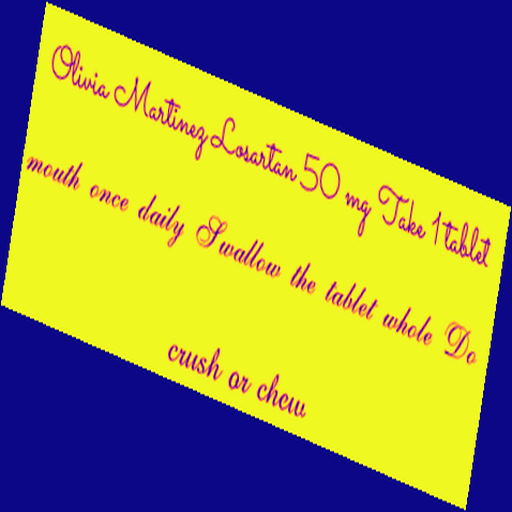 Olivia Martinez Losartan 50 mg Take 1 tablet
mouth once daily Swallow the tablet whole Do
crush or chew